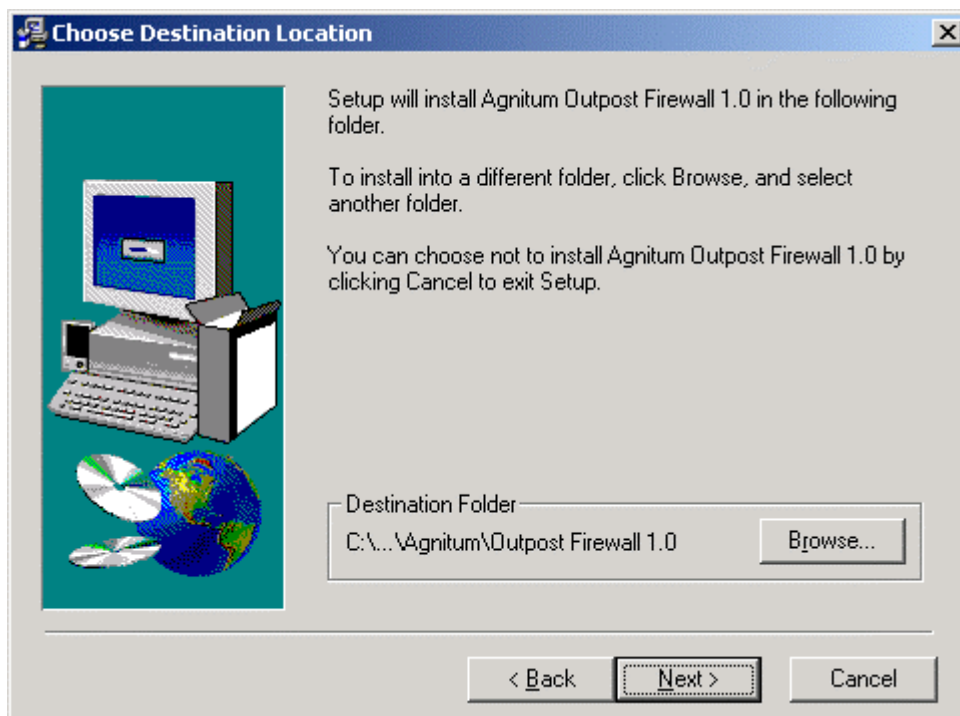 Choose Destination Location
Setup will install Agnitum Outpost Firewall 1.0 in the following
folder.
To install into a different folder, click Browse, and select
another folder.
You can choose not to install Agnitum Outpost Firewall 1.0 by
clicking Cancel to exit Setup.
Destination Folder
C:\...\Agnitum\Outpost Firewall 1.0
Browse...
< Back
Next >
Cancel